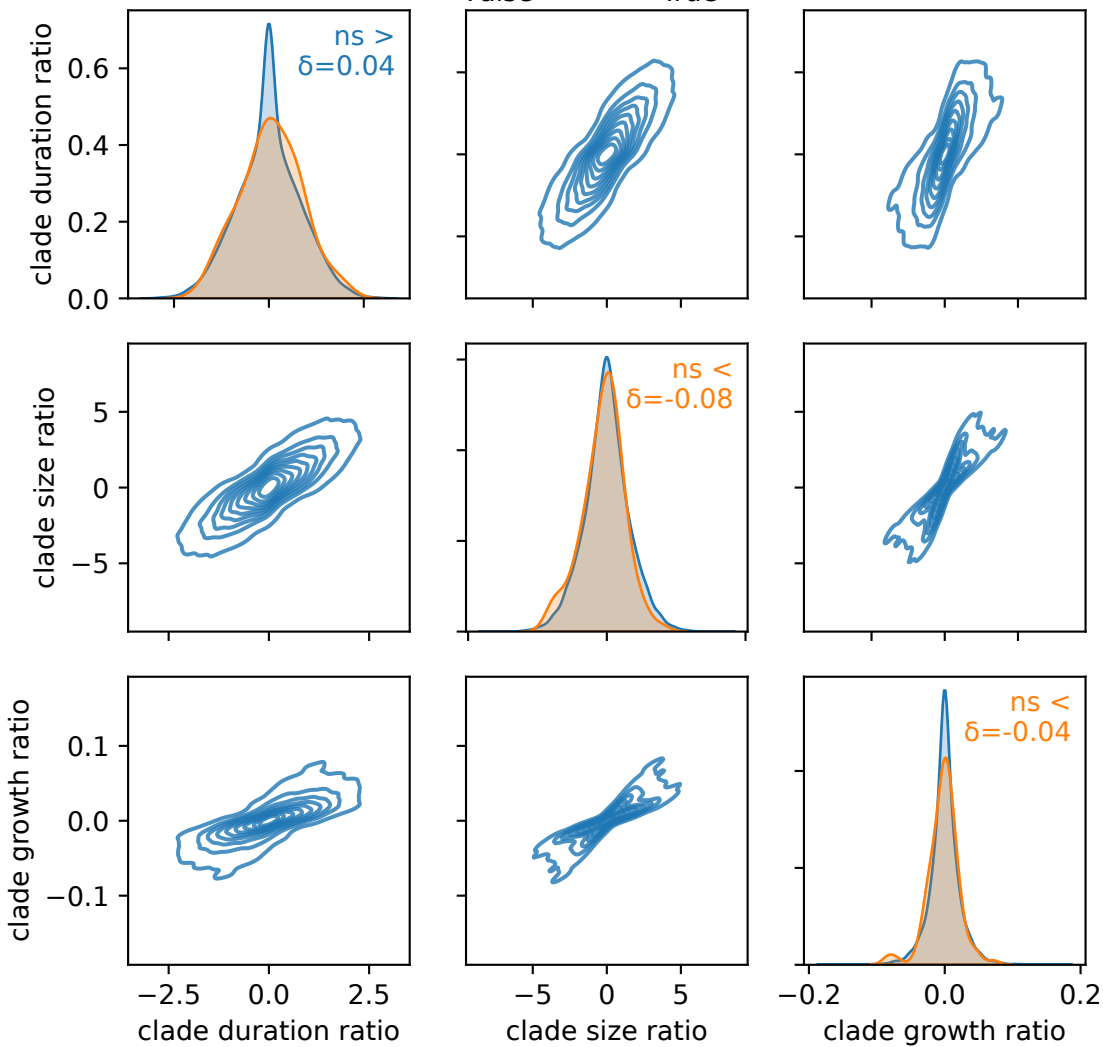 clade duration ratio
0.6
0.4
0.2
0.0
ns >
δ=0.04
clade size ratio
5
0
−5
ns <
δ=-0.08
clade growth ratio
0.1
0.0
−0.1
ns <
δ=-0.04
−2.5 0.0 2.5
−5 0 5
−0.2 0.0 0.2
clade duration ratio
clade size ratio
clade growth ratio